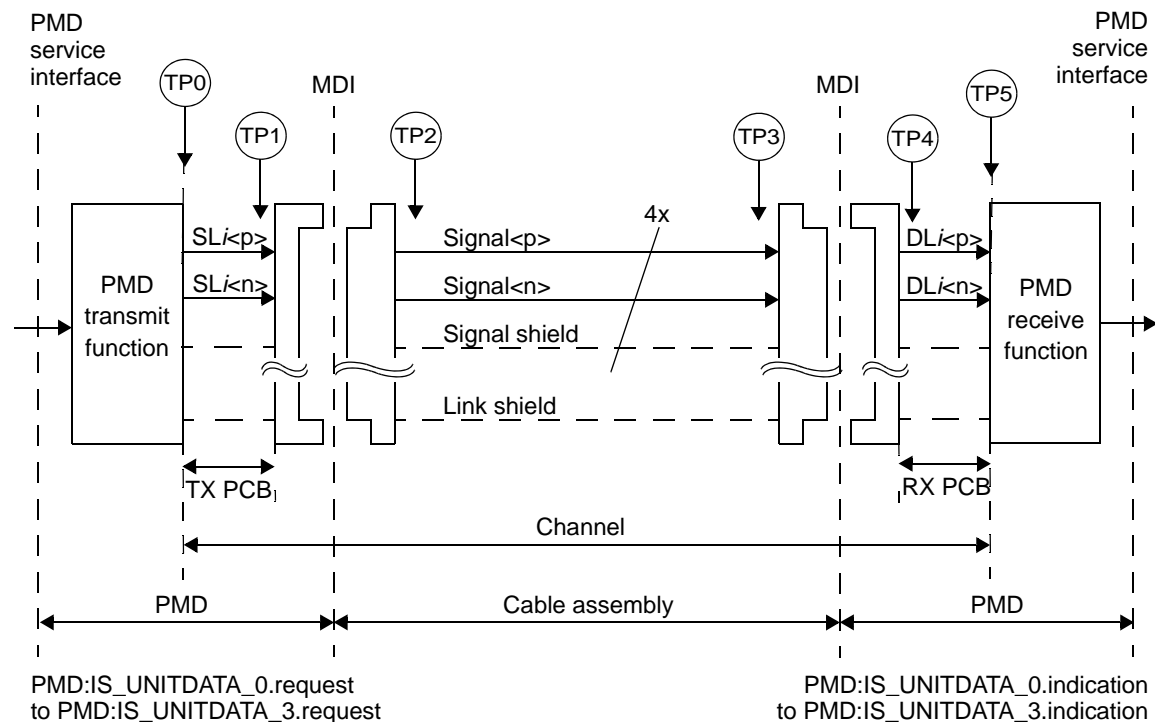 PMD
service
interface
PMD
service
interface
TP0
MDI
MDI
TP5
TP1
TP2
TP3
TP4
4x
SLi<p>
Signal<p>
DLi<p>
SLi<n>
Signal<n>
DLi<n>
PMD
transmit
function
PMD
receive
function
Signal shield
Link shield
TX PCB
RX PCB
Channel
PMD
Cable assembly
PMD
PMD:IS_UNITDATA_0.request
to PMD:IS_UNITDATA_3.request
PMD:IS_UNITDATA_0.indication
to PMD:IS_UNITDATA_3.indication